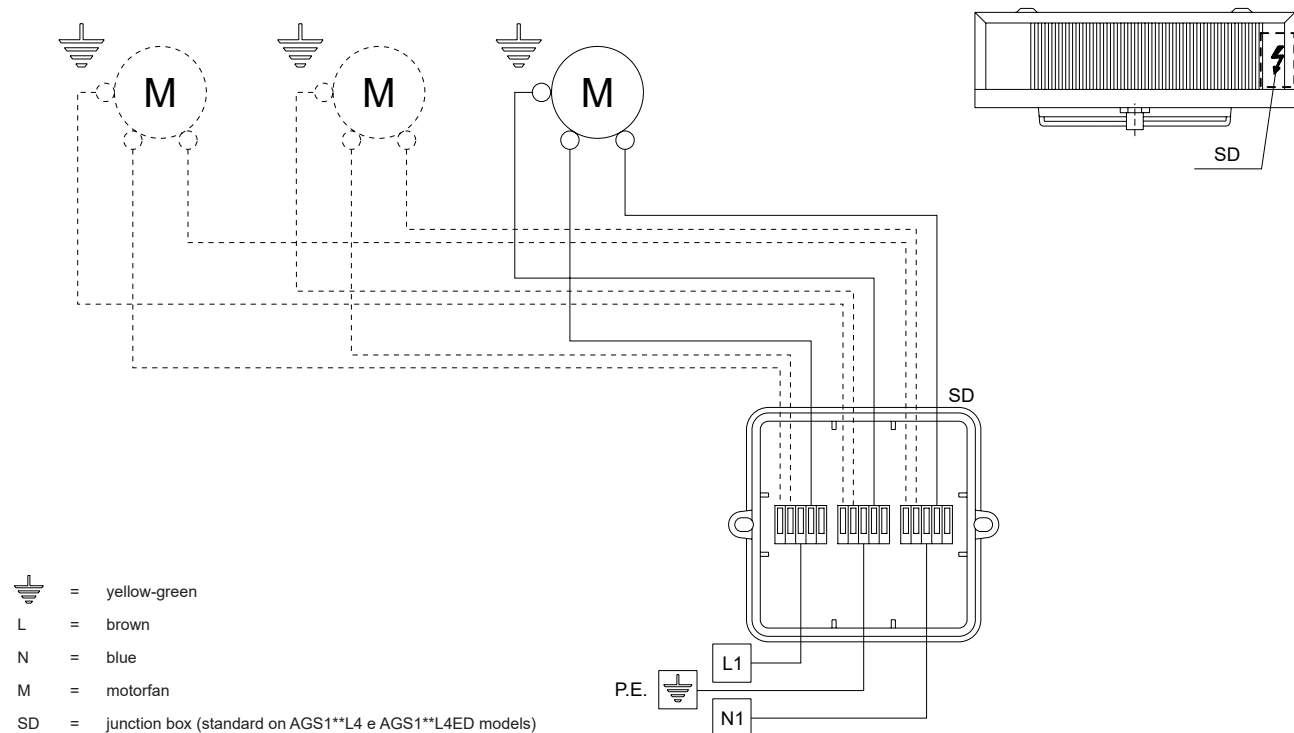 M M M
SD
SD
= yellow-green
L = brown
N = blue
M = motorfan
SD = junction box (standard on AGS1**L4 e AGS1**L4ED models)
L1
P.E.
N1